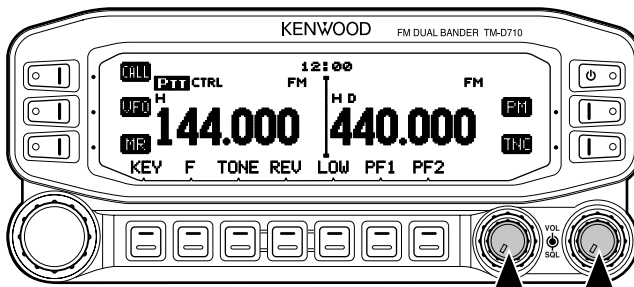 KENWOOD FM DUAL BANDER TM-D710
12:00
CALL PTT CTRL FM FM
H H D
VFO 144.000 440.000 PM
MR TNC
KEY F TONE REV LOW PF1 PF2
VOL
SQL